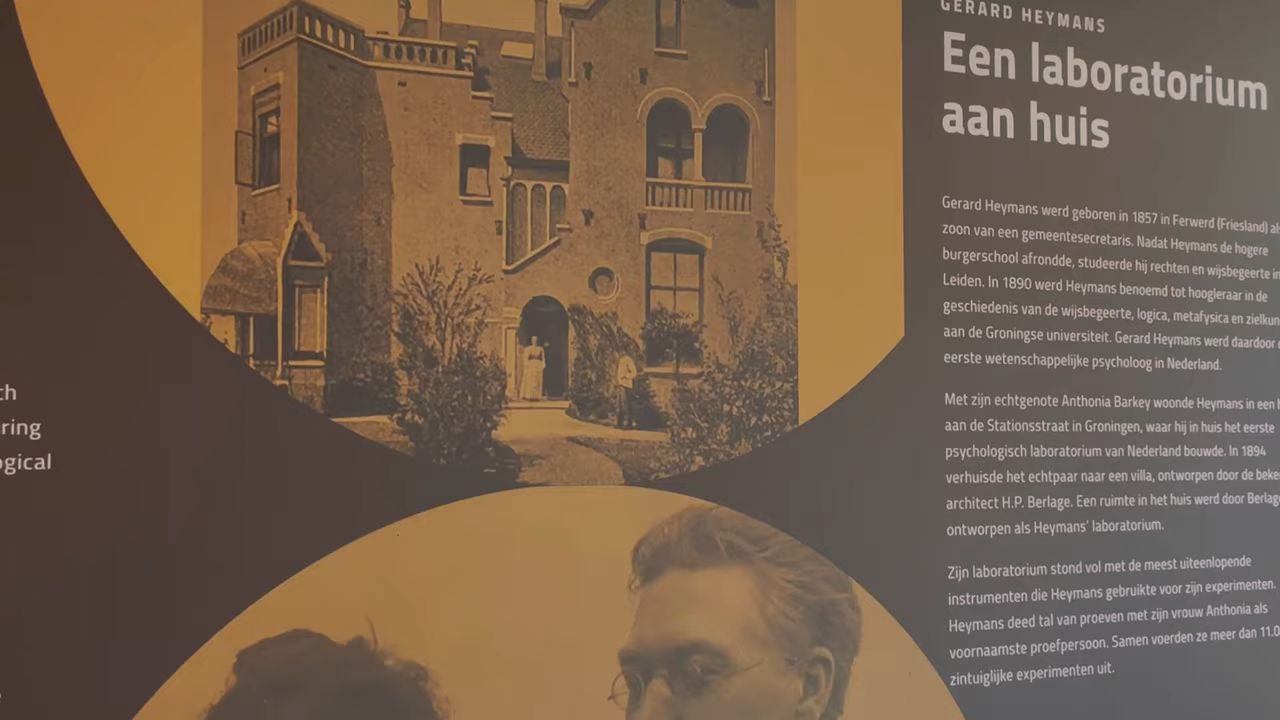 ch
ring
ogical
GERARD HEYMANS
Een laboratorium
aan huis
Gerard Heymans werd geboren in 1857 in Ferwerd (Friesland)
zoon van een gemeentesecretaris. Nadat Heymans de hogere
burgerschool afrondde, studeerde hij rechten en wijsbegeerte in
Leiden. In 1890 werd Heymans benoemd tot hoogleraar in de
geschiedenis van de wijsbegeerte, logica, metafysica en
aan de Groningse universiteit. Gerard Heymans werd daardoor
eerste wetenschappelijke psycholoog in Nederland.
Met zijn echtgenote Anthonia Barkey woonde Heymans in een
aan de Stationsstraat in Groningen, waar hij in huis het eerste
psychologisch laboratorium van Nederland bouwde. In 1894
verhuisde het echtpaar naar een villa, ontworpen door de
architect H.P. Berlage. Een ruimte in het huis werd door
ontworpen als Heymans' laboratorium.
Zijn laboratorium stond vol met de meest uiteenlopende
instrumenten die Heymans gebruikte voor zijn experimenten.
Heymans deed tal van proeven met zijn vrouw Anthonia als
voornaamste proefpersoon. Samen voerden ze meer dan
zintuiglijke experimenten uit.